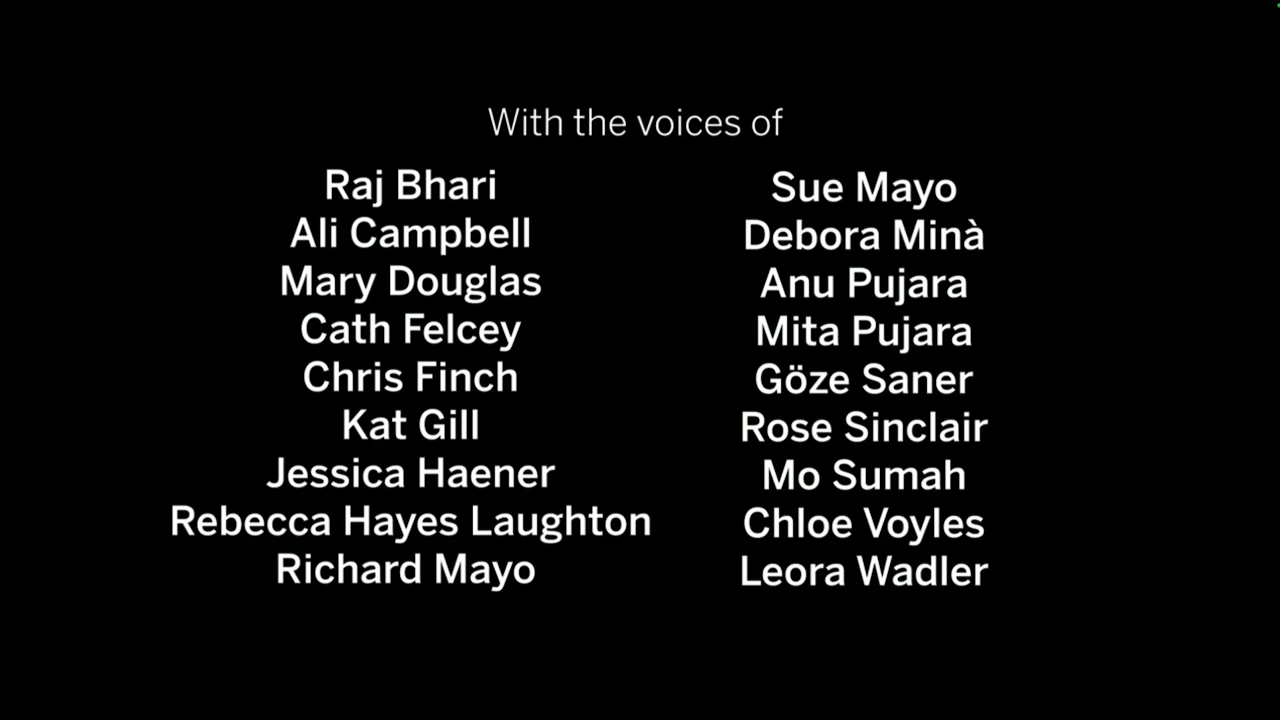 With the voices of
Raj Bhari
Ali Campbell
Mary Douglas
Cath Felcey
Chris Finch
Kat Gill
Jessica Haener
Rebecca Hayes Laughton
Richard Mayo
Sue Mayo
Debora Minà
Anu Pujara
Mita Pujara
Göze Saner
Rose Sinclair
Mo Sumah
Chloe Voyles
Leora Wadler